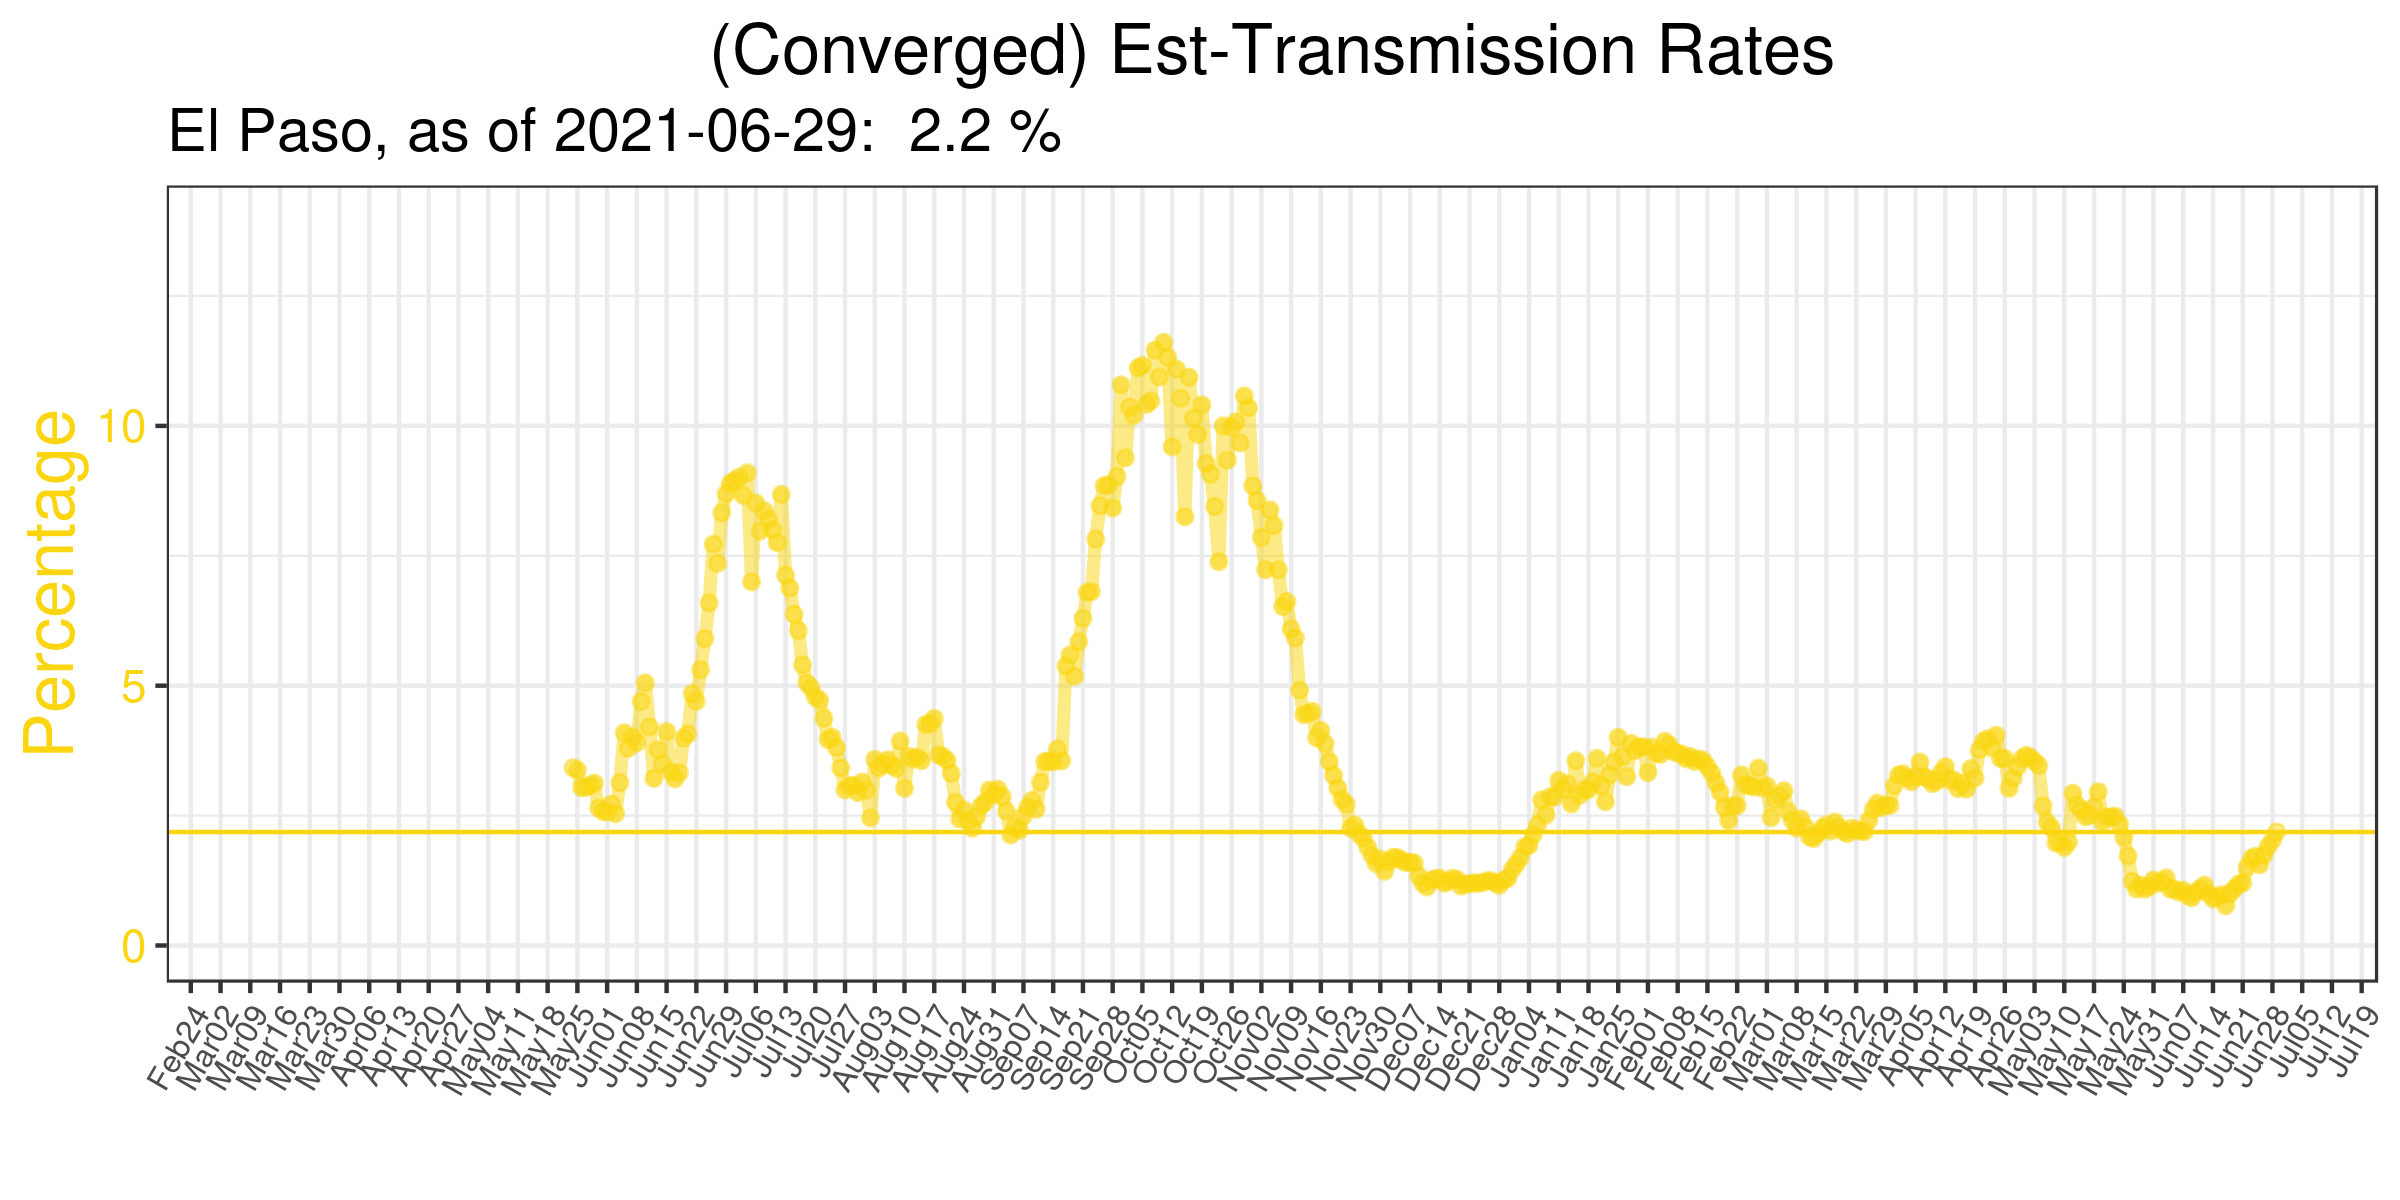 (Converged) Est-Transmission Rates
El Paso, as of 2021-06-29: 2.2 %
Percentage
10
5
0
Feb24
Mar02
Mar09
Mar16
Mar23
Mar30
Apr06
Apr13
Apr20
Apr27
May04
May11
May18
May25
Jun01
Jun08
Jun15
Jun22
Jun29
Jul06
Jul13
Jul20
Jul27
Aug03
Aug10
Aug17
Aug24
Aug31
Sep07
Sep14
Sep21
Sep28
Oct05
Oct12
Oct19
Oct26
Nov02
Nov09
Nov16
Nov23
Nov30
Dec07
Dec14
Dec21
Dec28
Jan04
Jan11
Jan18
Jan25
Feb01
Feb08
Feb15
Feb22
Mar01
Mar08
Mar15
Mar22
Mar29
Apr05
Apr12
Apr19
Apr26
May03
May10
May17
May24
May31
Jun07
Jun14
Jun21
Jun28
Jul05
Jul12
Jul19